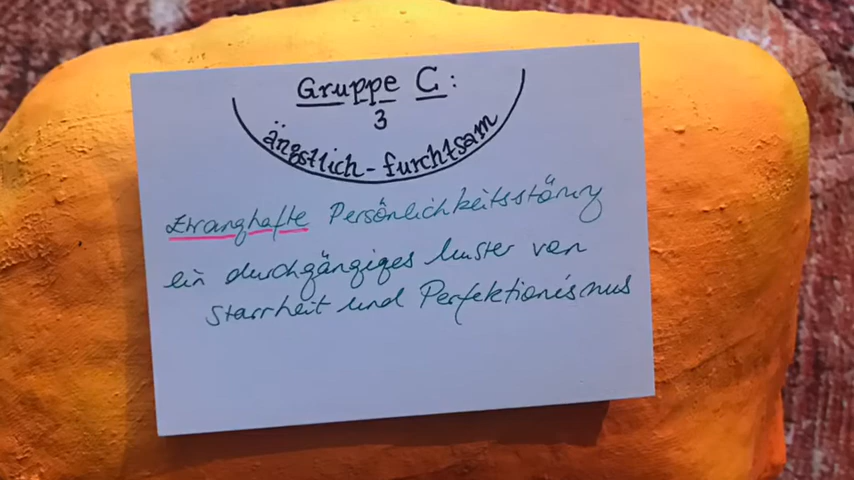 Gruppe C:
3
ängstlich-furchtsam
Zwanghafte Persönlichkeitsstörung
ein durchgängiges Muster von
Starrheit und Perfektionismus